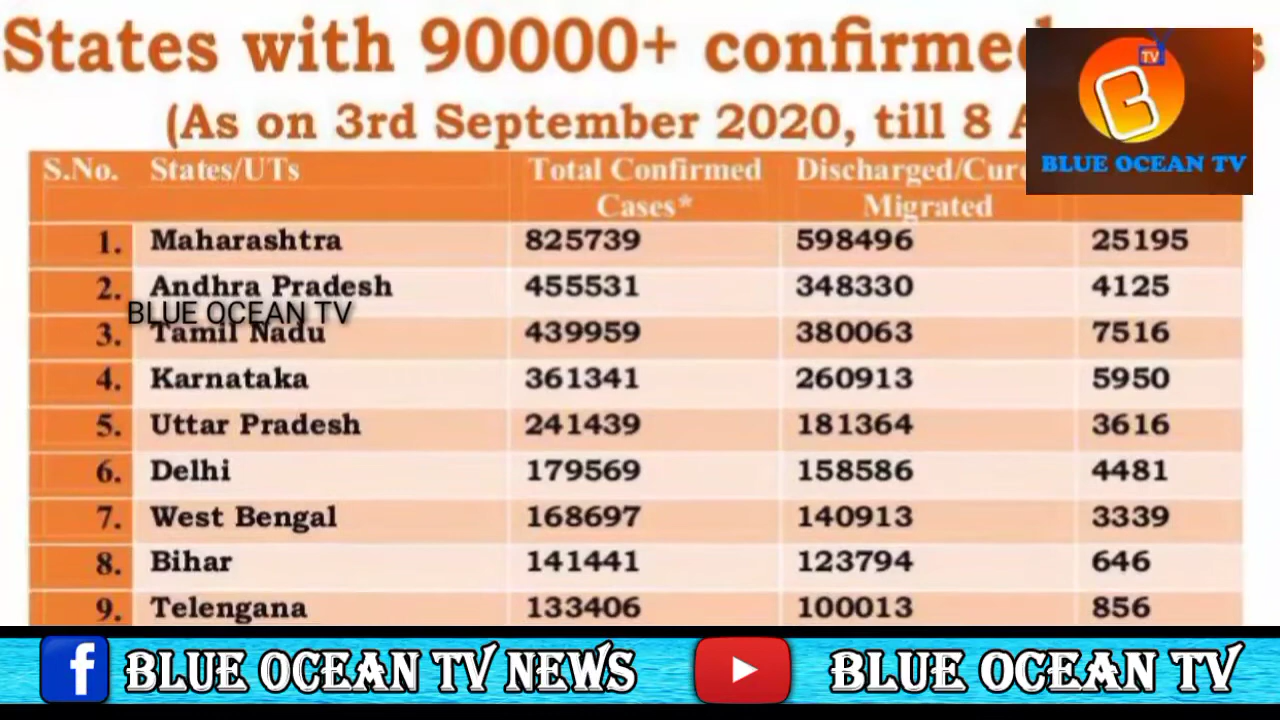 States with 90000+ confirmed
(As on 3rd September 2020, till 8
TV
B
BLUE OCEAN TV
S.No. States/UTs Total Confirmed Cases* Discharged/Cure Migrated
1. Maharashtra 825739 598496 25195
2. Andhra Pradesh 455531 348330 4125
BLUE OCEAN TV
3. Tamil Nadu 439959 380063 7516
4. Karnataka 361341 260913 5950
5. Uttar Pradesh 241439 181364 3616
6. Delhi 179569 158586 4481
7. West Bengal 168697 140913 3339
8. Bihar 141441 123794 646
9. Telengana 133406 100013 856
f BLUE OCEAN TV NEWS BLUE OCEAN TV